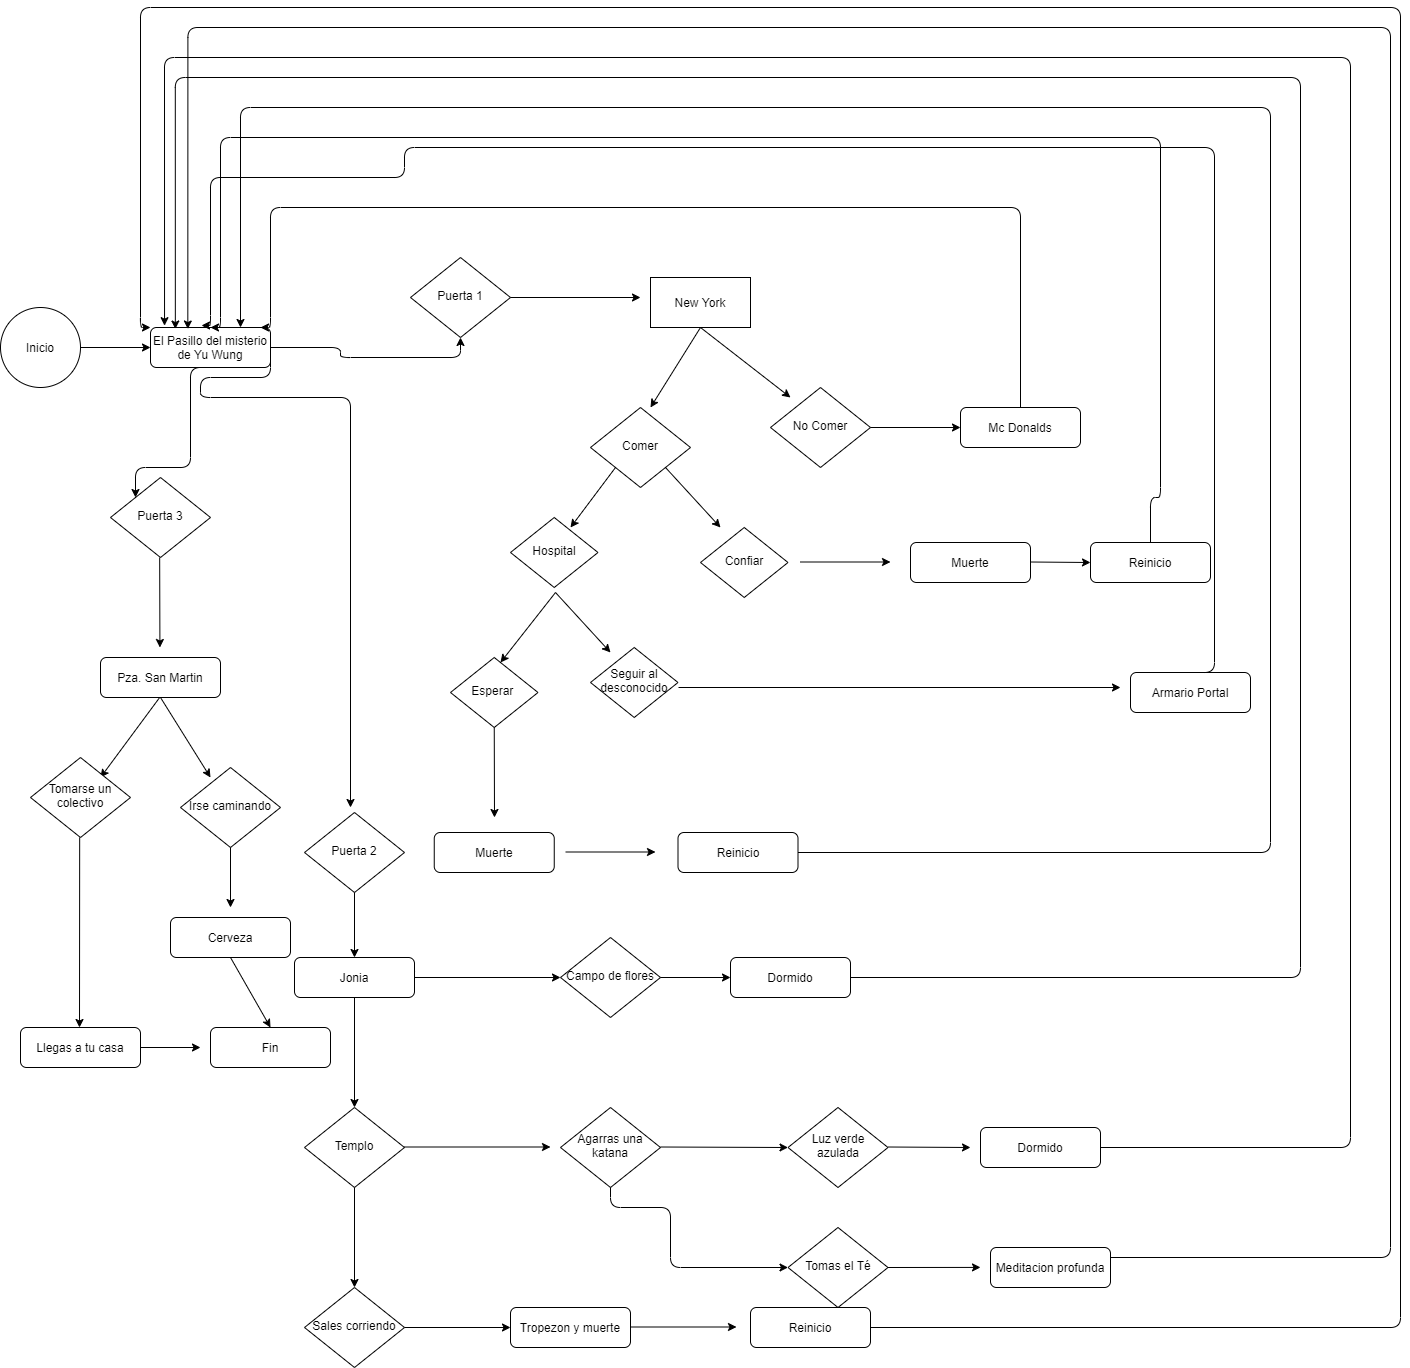 Puerta 1
New York
Inicio
El Pasillo del misterio
de Yu Wung
No Comer
Mc Donalds
Comer
Puerta 3
Hospital
Confiar
Muerte
Reinicio
Pza. San Martin
Esperar
Seguir al
desconocido
Armario Portal
Tomarse un
colectivo
Irse caminando
Puerta 2
Muerte
Reinicio
Cerveza
Jonia
Campo de flores
Dormido
Llegas a tu casa
Fin
Templo
Agarras una
katana
Luz verde
azulada
Dormido
Tomas el Té
Meditacion profunda
Sales corriendo
Tropezon y muerte
Reinicio